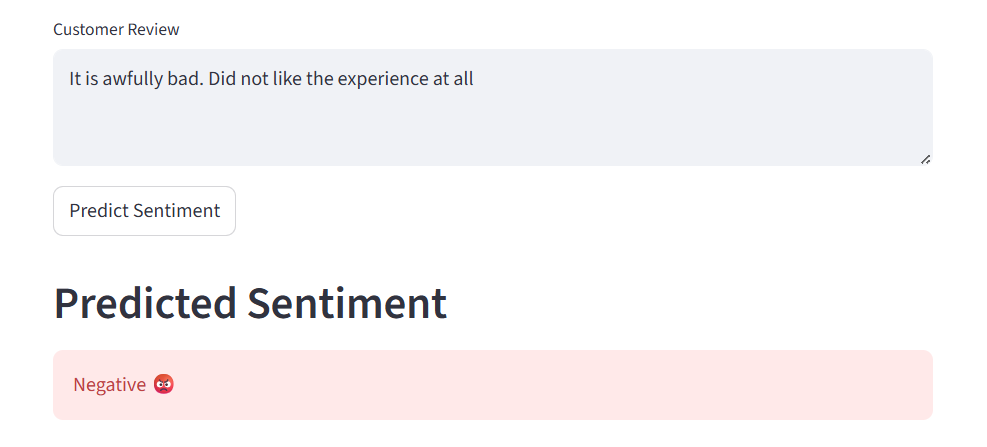 Customer Review
It is awfully bad. Did not like the experience at all
Predict Sentiment
Predicted Sentiment
Negative 😡